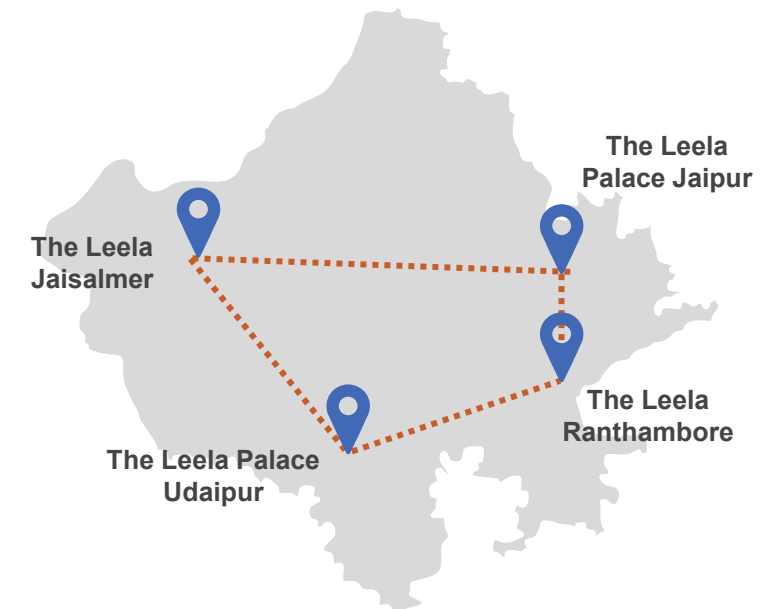 The Leela
Palace Jaipur
The Leela
Jaisalmer
The Leela
Ranthambore
The Leela Palace
Udaipur